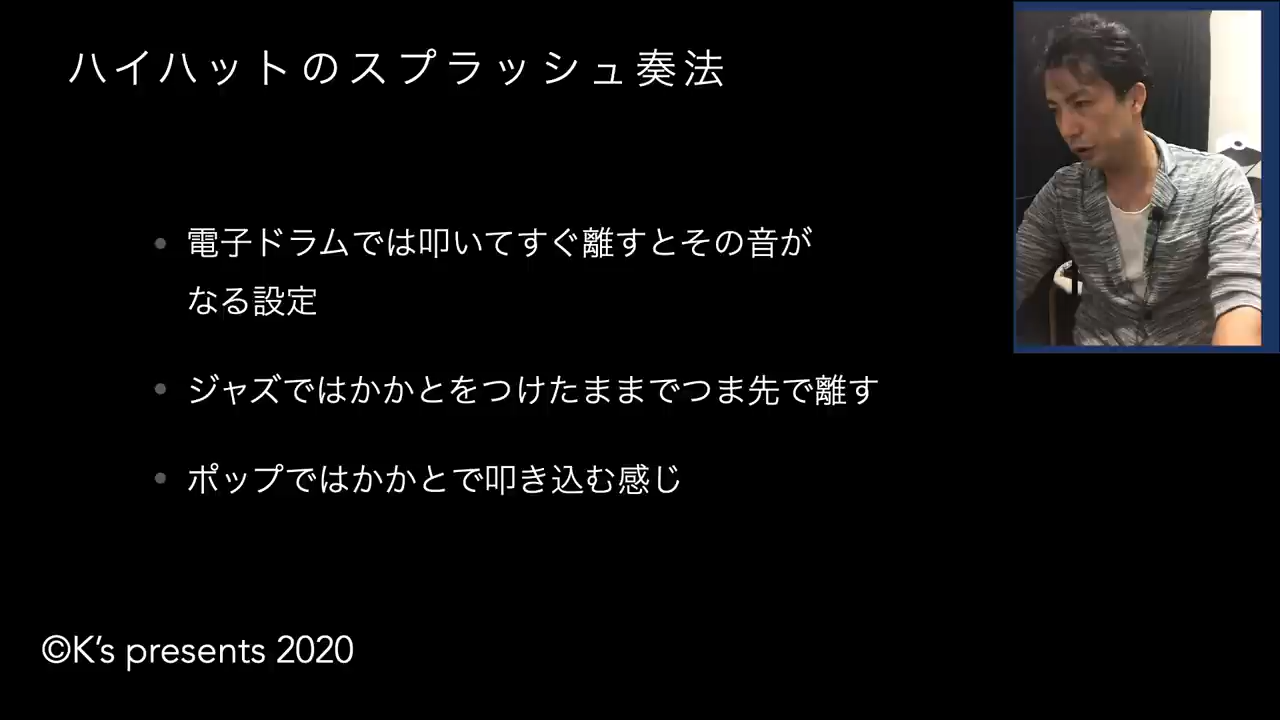 ハイハットのスプラッシュ奏法
• 電子ドラムでは叩いてすぐ離すとその音が
なる設定
• ジャズではかかとをつけたままでつま先で離す
• ポップではかかとで叩き込む感じ
©K’s presents 2020